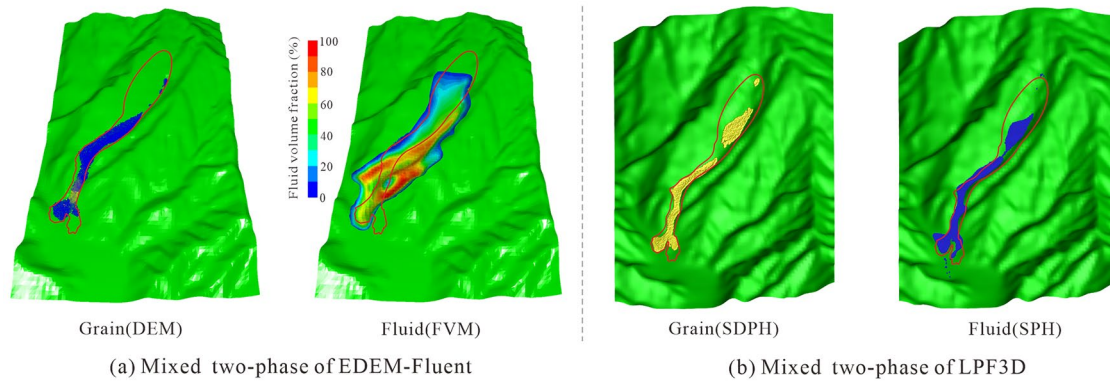 Fluid volume fraction (%)
100
80
60
40
20
0
Grain(DEM)
Fluid(FVM)
Grain(SDPH)
Fluid(SPH)
(a) Mixed two-phase of EDEM-Fluent
(b) Mixed two-phase of LPF3D